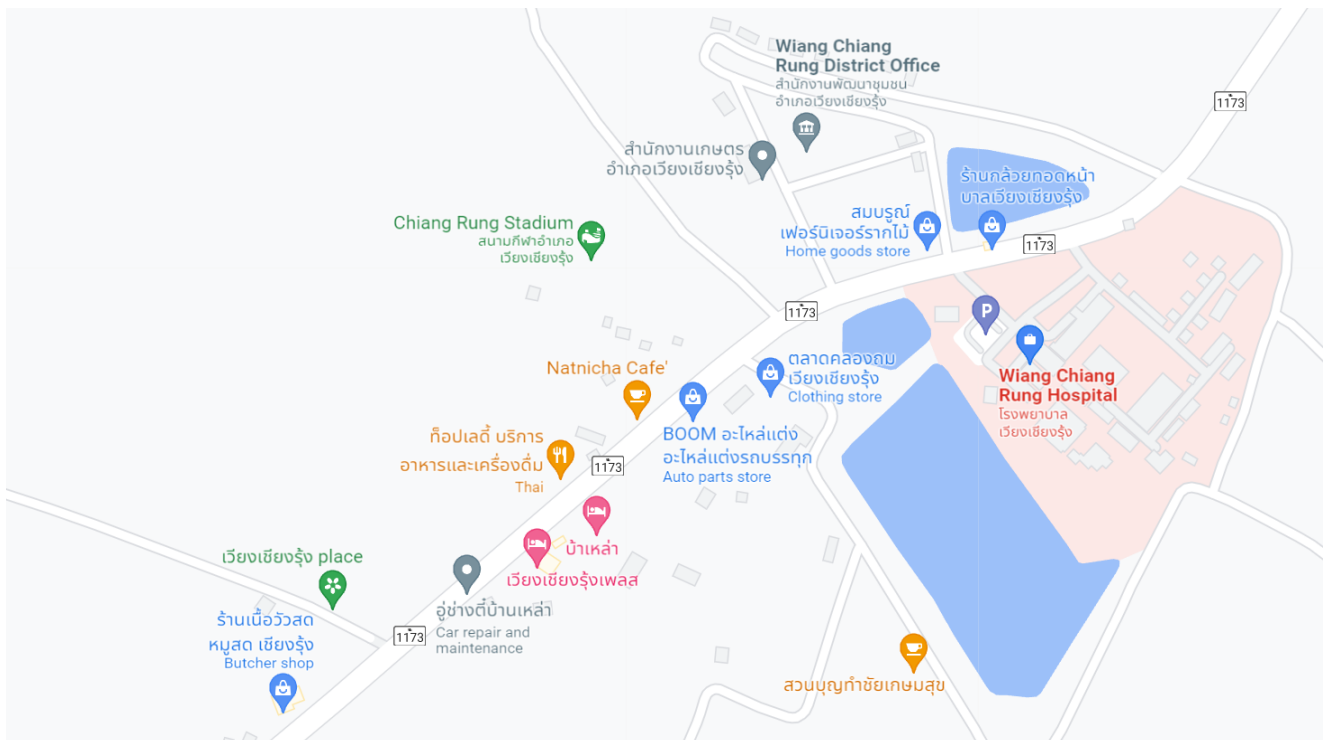 Wiang Chiang
Rung District Office
สำนักงานพัฒนาชุมชน
อำเภอเวียงเชียงรุ้ง
1173
สำนักงานเกษตร
อำเภอเวียงเชียงรุ้ง
ร้านกล้วยทอดหน้า
บาลเวียงเชียงรุ้ง
Chiang Rung Stadium
สนามกีฬาอำเภอ
เวียงเชียงรุ้ง
สมบรูณ์
เฟอร์นิเจอร์รากไม้
Home goods store
1173
1173
P
Natnicha Cafe'
ตลาดคลองถม
เวียงเชียงรุ้ง
Clothing store
Wiang Chiang
Rung Hospital
โรงพยาบาล
เวียงเชียงรุ้ง
ท็อปเลดี้ บริการ
อาหารและเครื่องดื่ม
Thai
BOOM อะไหล่แต่ง
อะไหล่แต่งรถบรรทุก
Auto parts store
1173
บ้าเหล่า
เวียงเชียงรุ้งเพลส
เวียงเชียงรุ้ง place
อู่ช่างตี๋บ้านเหล่า
Car repair and
maintenance
1173
ร้านเนื้อวัวสด
หมูสด เชียงรุ้ง
Butcher shop
สวนบุญทำชัยเกษมสุข